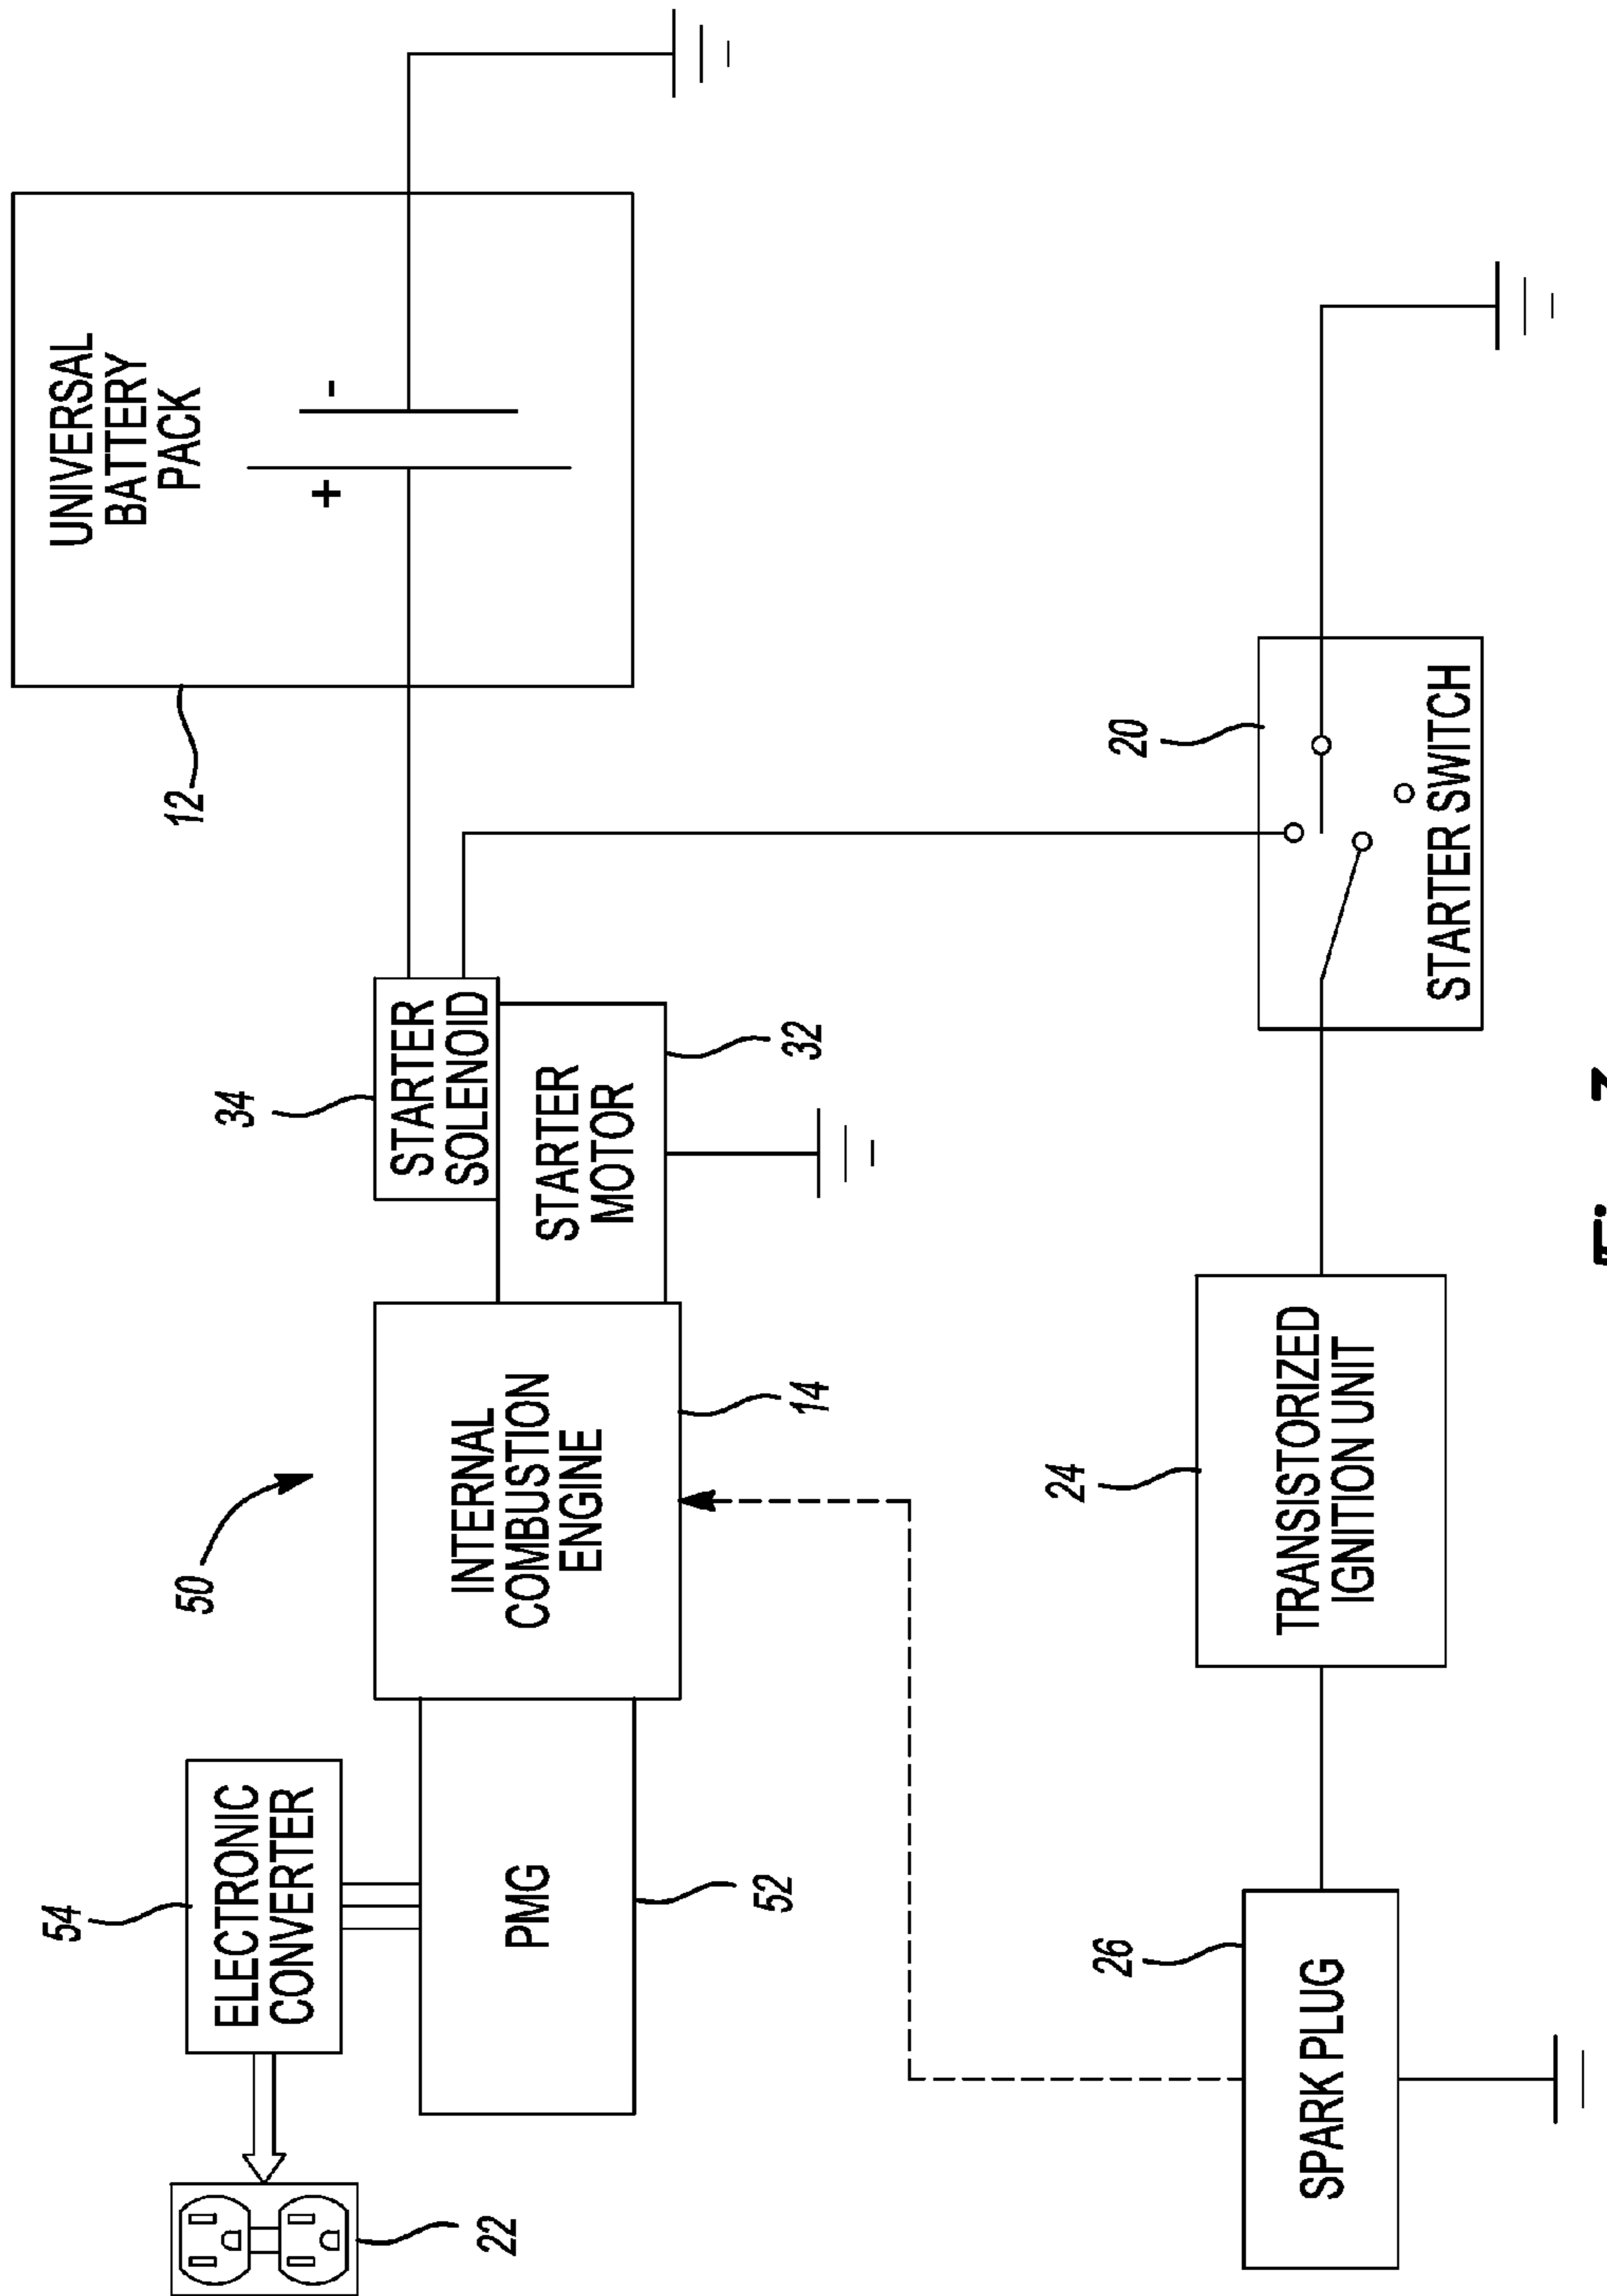 22
54
ELECTRONIC
CONVERTER
50
34
12
UNIVERSAL
BATTERY
PACK
+ -
PMG
52
INTERNAL
COMBUSTION
ENGINE
14
STARTER
SOLENOID
STARTER
MOTOR
32
26
SPARK PLUG
24
TRANSISTORIZED
IGNITION UNIT
20
STARTER SWITCH